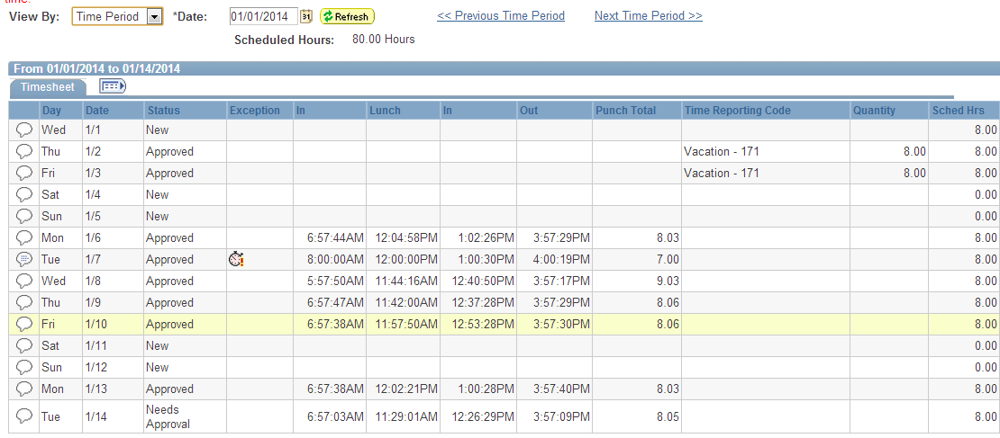 time.
View By: Time Period *Date: 01/01/2014 31 Refresh << Previous Time Period Next Time Period >>
Scheduled Hours: 80.00 Hours
From 01/01/2014 to 01/14/2014
Timesheet
Day Date Status Exception In Lunch In Out Punch Total Time Reporting Code Quantity Sched Hrs
Wed 1/1 New 8.00
Thu 1/2 Approved Vacation - 171 8.00 8.00
Fri 1/3 Approved Vacation - 171 8.00 8.00
Sat 1/4 New 0.00
Sun 1/5 New 0.00
Mon 1/6 Approved 6:57:44AM 12:04:58PM 1:02:26PM 3:57:29PM 8.03 8.00
Tue 1/7 Approved 8:00:00AM 12:00:00PM 1:00:30PM 4:00:19PM 7.00 8.00
Wed 1/8 Approved 5:57:50AM 11:44:16AM 12:40:50PM 3:57:17PM 9.03 8.00
Thu 1/9 Approved 6:57:47AM 11:42:00AM 12:37:28PM 3:57:29PM 8.06 8.00
Fri 1/10 Approved 6:57:38AM 11:57:50AM 12:53:28PM 3:57:30PM 8.06 8.00
Sat 1/11 New 0.00
Sun 1/12 New 0.00
Mon 1/13 Approved 6:57:38AM 12:02:21PM 1:00:28PM 3:57:40PM 8.03 8.00
Tue 1/14 Needs Approval 6:57:03AM 11:29:01AM 12:26:29PM 3:57:09PM 8.05 8.00